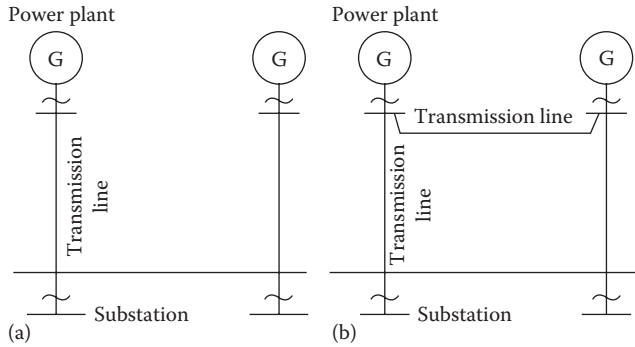 Power plant
G
G
Transmission
line
Substation
(a)
Power plant
G
G
Transmission line
Transmission
line
Substation
(b)